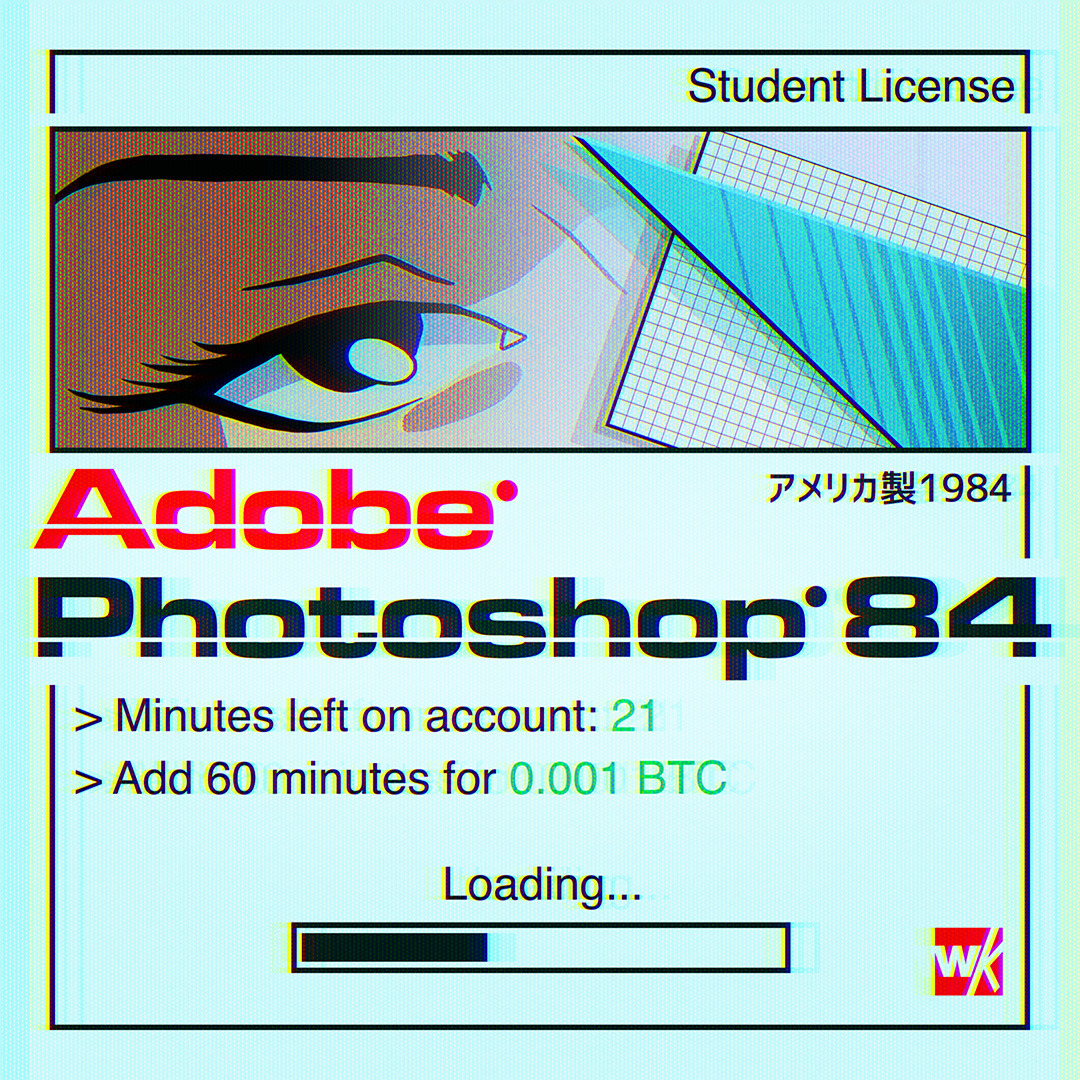 Student License
アメリカ製1984
Adobe•
Photoshop•84
> Minutes left on account: 21
> Add 60 minutes for 0.001 BTC
Loading...
WK